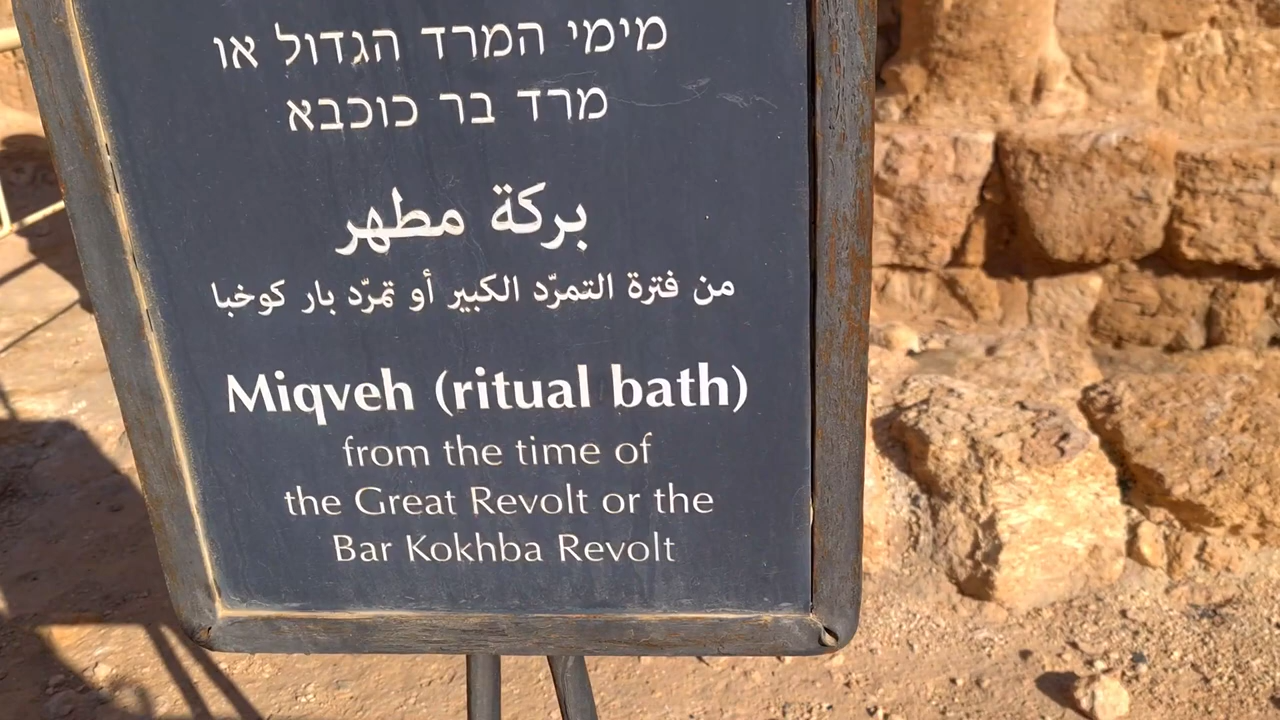 מימי המרד הגדול או
מרד בר כוכבא
بركة مطهر
من فترة التمرّد الكبير أو تمرّد بار كوخبا
Miqveh (ritual bath)
from the time of
the Great Revolt or the
Bar Kokhba Revolt